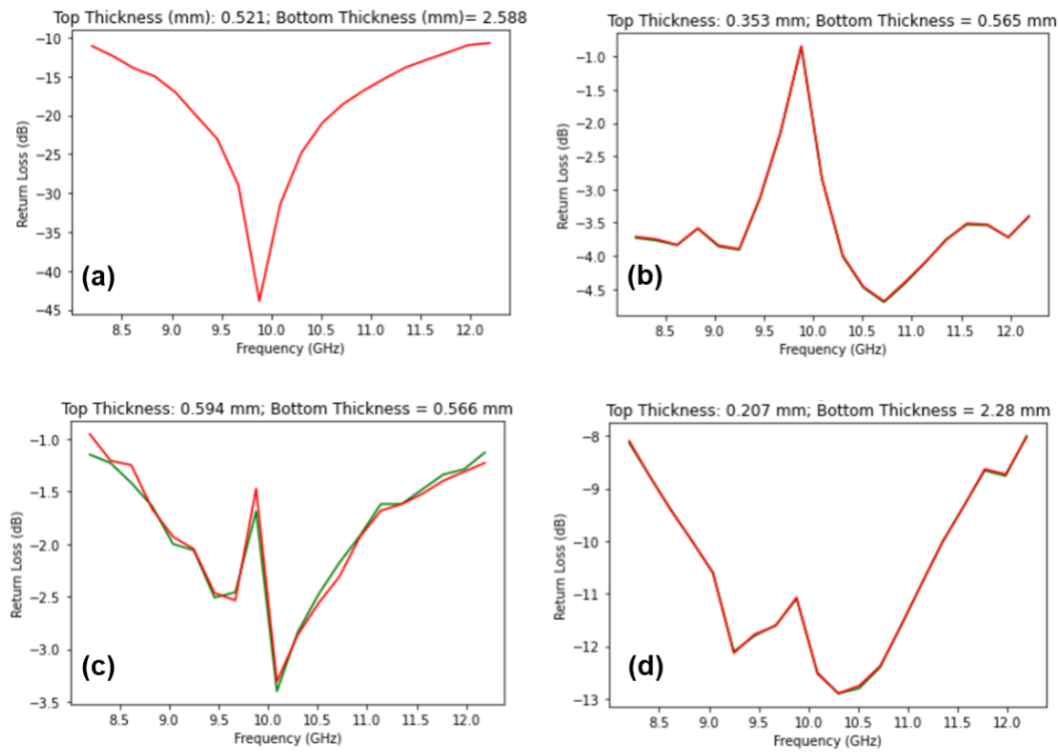 Top Thickness (mm): 0.521; Bottom Thickness (mm)= 2.588
−10
−15
−20
−25
−30
−35
−40
−45
Return Loss (dB)
(a)
8.5 9.0 9.5 10.0 10.5 11.0 11.5 12.0
Frequency (GHz)
Top Thickness: 0.353 mm; Bottom Thickness = 0.565 mm
−1.0
−1.5
−2.0
−2.5
−3.0
−3.5
−4.0
−4.5
Return Loss (dB)
(b)
8.5 9.0 9.5 10.0 10.5 11.0 11.5 12.0
Frequency (GHz)
Top Thickness: 0.594 mm; Bottom Thickness = 0.566 mm
−1.0
−1.5
−2.0
−2.5
−3.0
−3.5
Return Loss (dB)
(c)
8.5 9.0 9.5 10.0 10.5 11.0 11.5 12.0
Frequency (GHz)
Top Thickness: 0.207 mm; Bottom Thickness = 2.28 mm
−8
−9
−10
−11
−12
−13
Return Loss (dB)
(d)
8.5 9.0 9.5 10.0 10.5 11.0 11.5 12.0
Frequency (GHz)